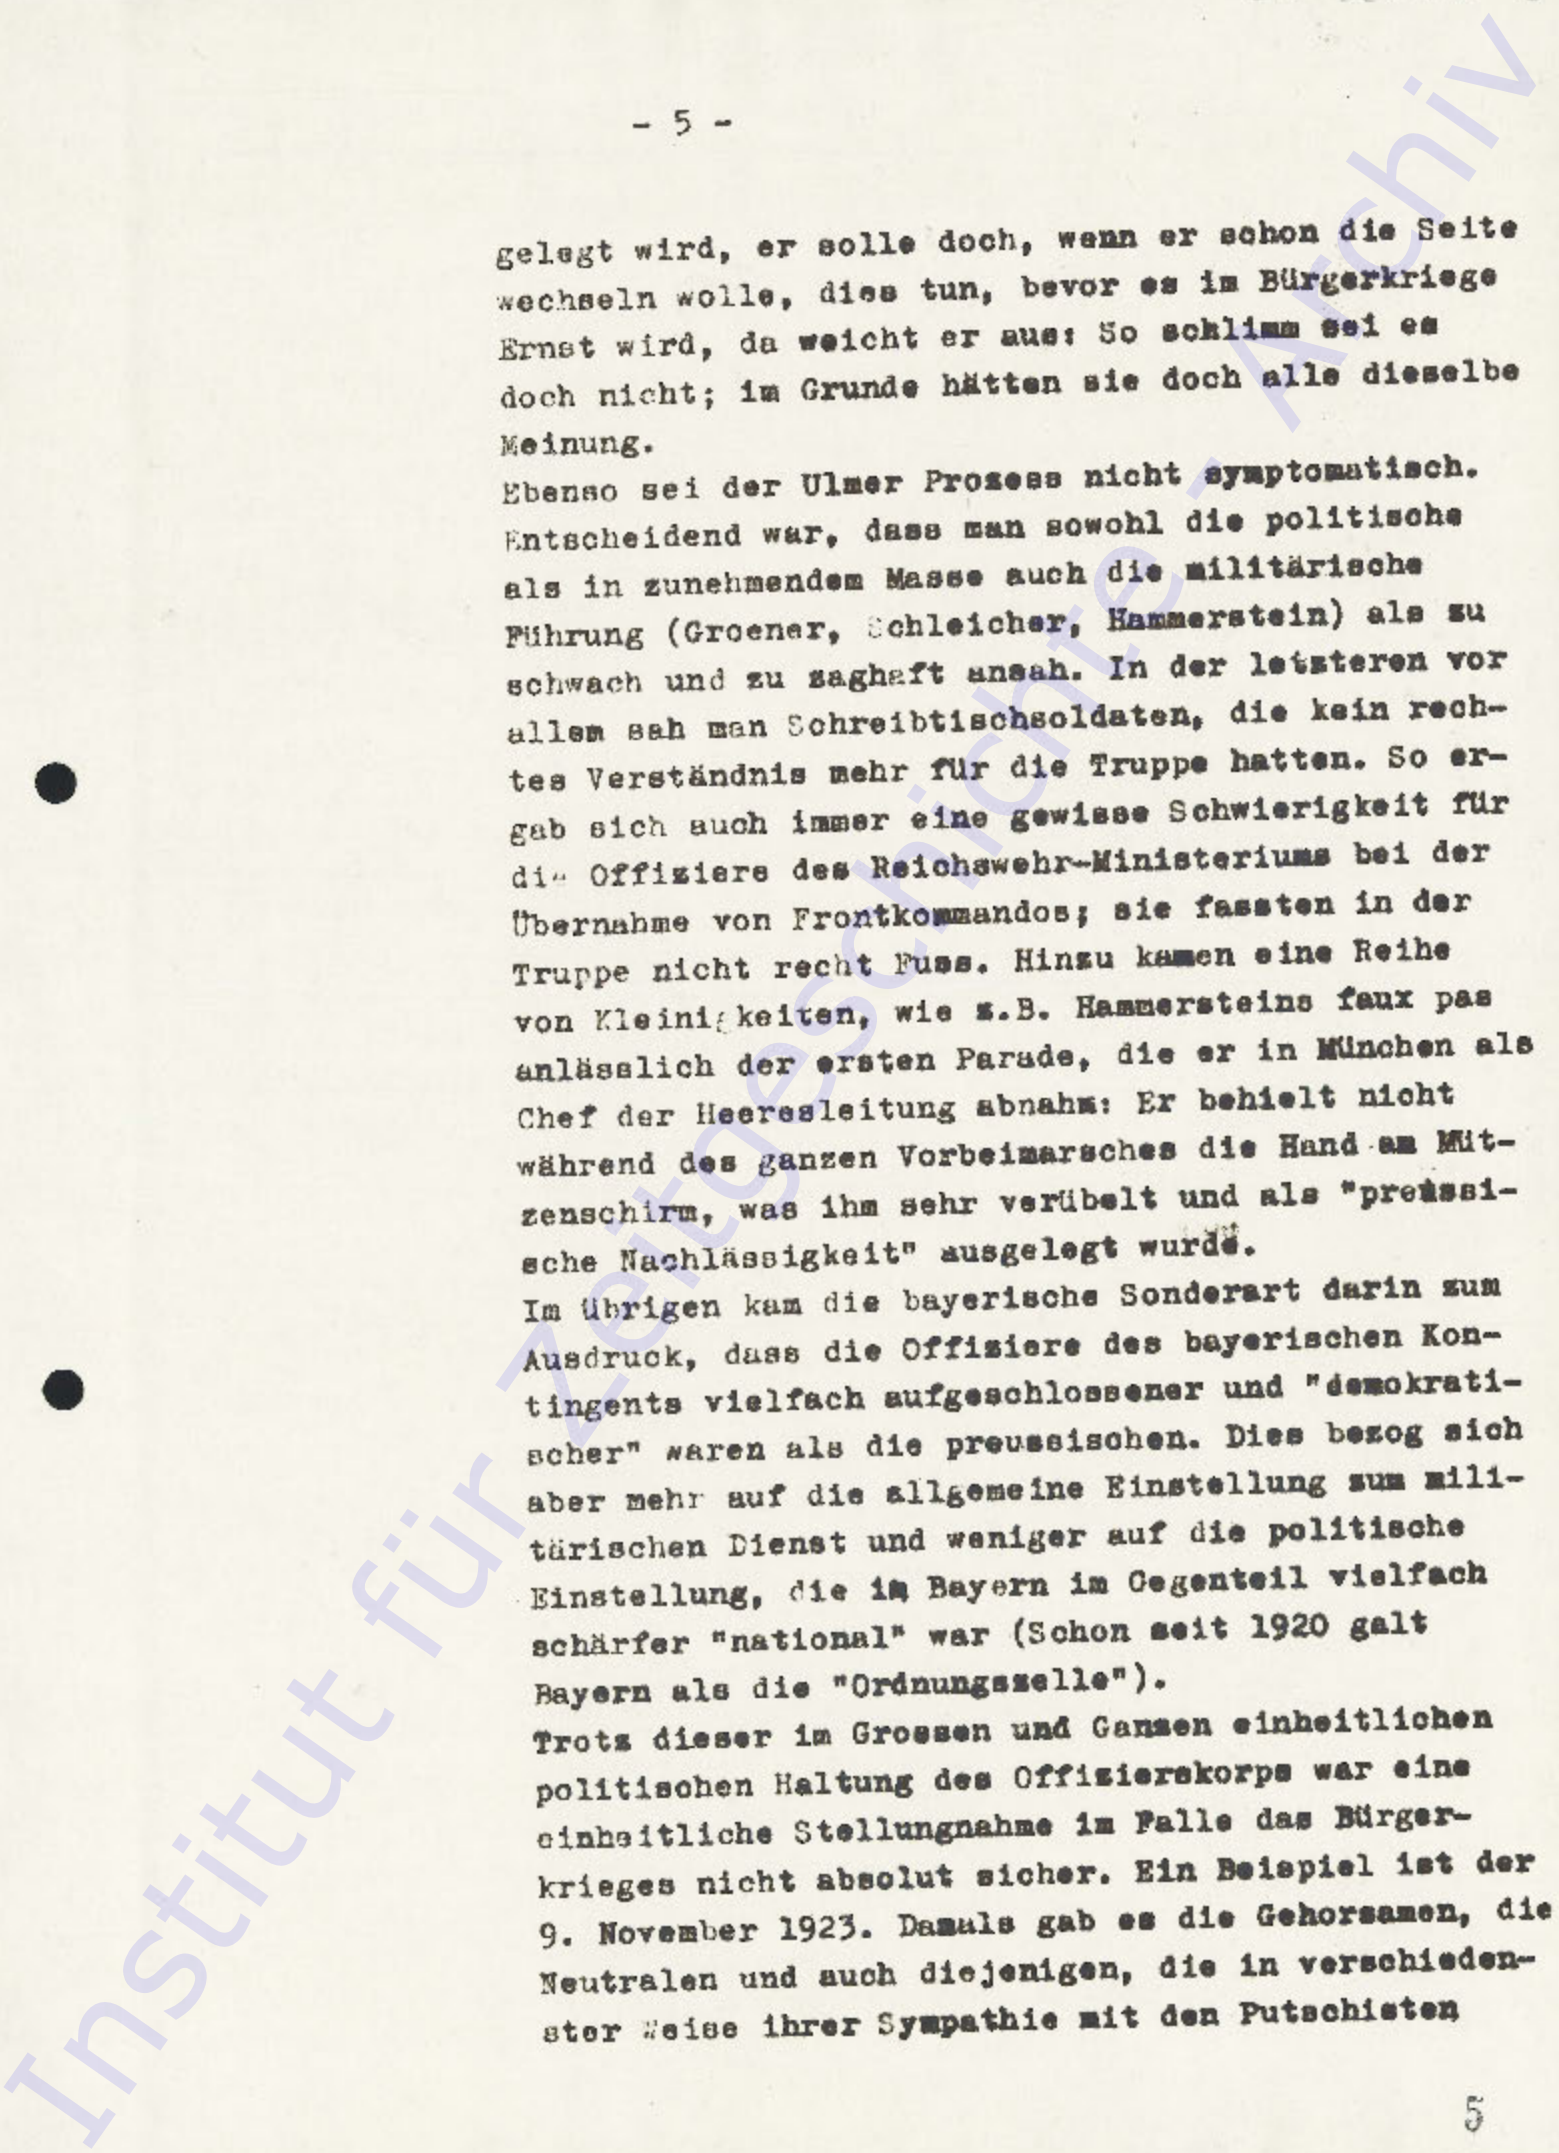 - 5 -
gelegt wird, er solle doch, wenn er schon die Seite
wechseln wolle, dies tun, bevor es im Bürgerkriege
Ernst wird, da weicht er aus: So schlimm sei es
doch nicht; im Grunde hätten sie doch alle dieselbe
Meinung.
Ebenso sei der Ulmer Prozess nicht symptomatisch.
Entscheidend war, dass man sowohl die politische
als in zunehmendem Masse auch die militärische
Führung (Groener, Schleicher, Hammerstein) als zu
schwach und zu zaghaft ansah. In der letzteren vor
allem sah man Schreibtischsoldaten, die kein rech-
tes Verständnis mehr für die Truppe hatten. So er-
gab sich auch immer eine gewisse Schwierigkeit für
die Offiziere des Reichswehr-Ministeriums bei der
Übernahme von Frontkommandos; sie fassten in der
Truppe nicht recht Fuss. Hinzu kamen eine Reihe
von Kleinigkeiten, wie z.B. Hammersteins faux pas
anlässlich der ersten Parade, die er in München als
Chef der Heeresleitung abnahm: Er behielt nicht
während des ganzen Vorbeimarsches die Hand am Müt-
zenschirm, was ihm sehr verübelt und als "preussi-
sche Nachlässigkeit" ausgelegt wurde.
Im übrigen kam die bayerische Sonderart darin zum
Ausdruck, dass die Offiziere des bayerischen Kon-
tingents vielfach aufgeschlossener und "demokrati-
scher" waren als die preussischen. Dies bezog sich
aber mehr auf die allgemeine Einstellung zum mili-
tärischen Dienst und weniger auf die politische
Einstellung, die in Bayern im Gegenteil vielfach
schärfer "national" war (Schon seit 1920 galt
Bayern als die "Ordnungszelle").
Trotz dieser im Grossen und Ganzen einheitlichen
politischen Haltung des Offizierskorps war eine
einheitliche Stellungnahme im Falle das Bürger-
krieges nicht absolut sicher. Ein Beispiel ist der
9. November 1923. Damals gab es die Gehorsamen, die
Neutralen und auch diejenigen, die in verschieden-
ster Weise ihrer Sympathie mit den Putschisten
5
Institut für Zeitgeschichte - Archiv